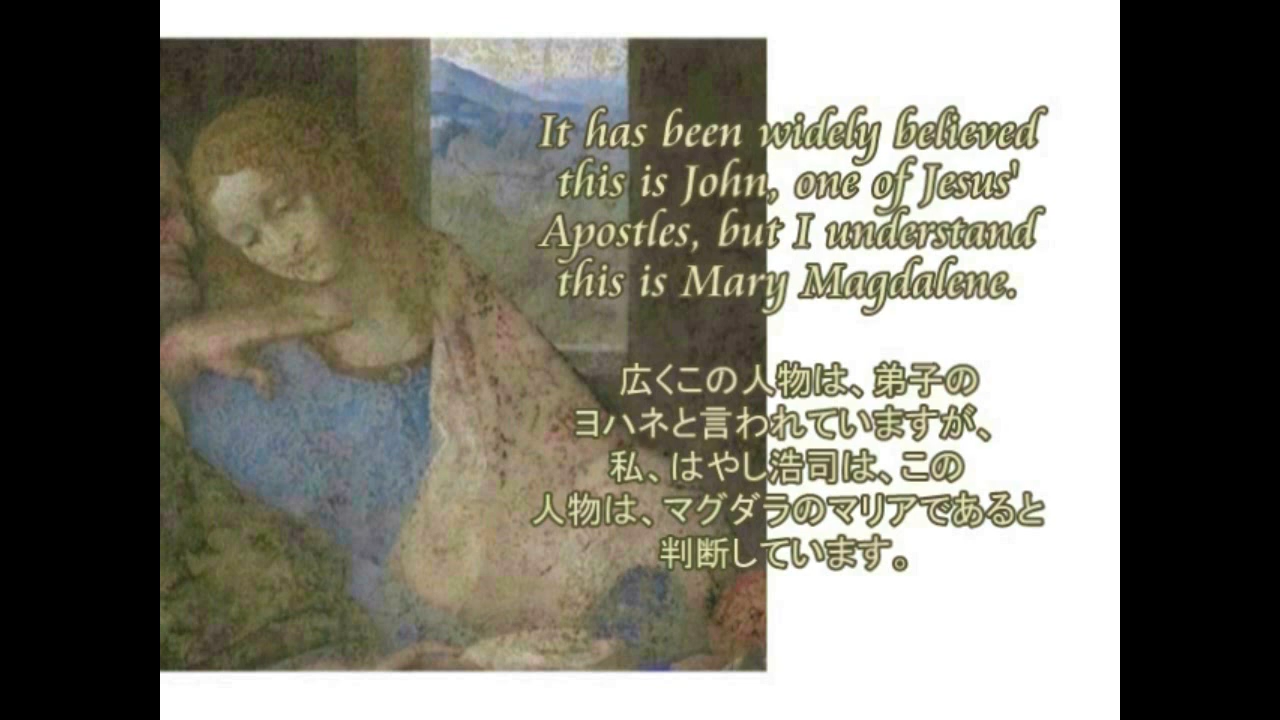 It has been widely believed
this is John, one of Jesus'
Apostles, but I understand
this is Mary Magdalene.
広くこの人物は、弟子の
ヨハネと言われていますが、
私、はやし浩司は、この
人物は、マグダラのマリアであると
判断しています。